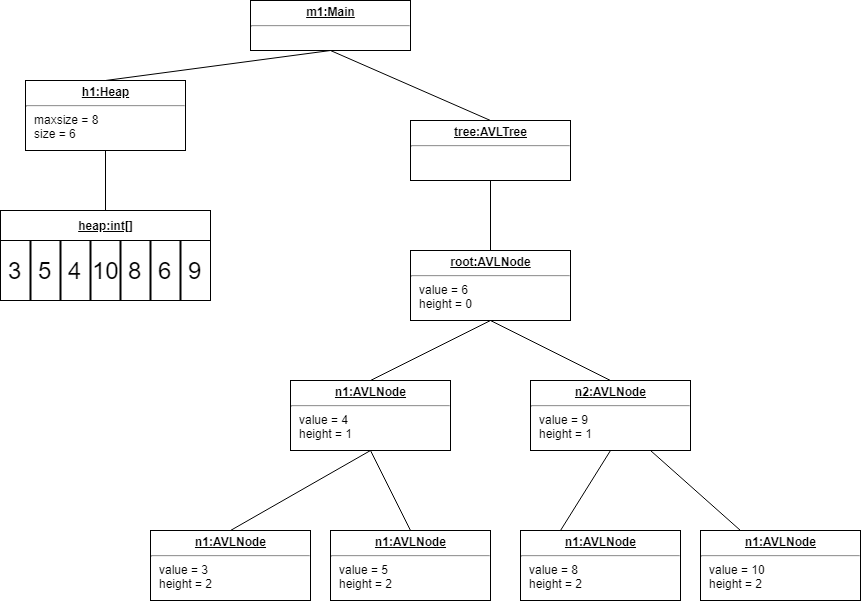 m1:Main
h1:Heap
maxsize = 8
size = 6
tree:AVLTree
heap:int[]
3 5 4 10 8 6 9
root:AVLNode
value = 6
height = 0
n1:AVLNode
value = 4
height = 1
n2:AVLNode
value = 9
height = 1
n1:AVLNode
value = 3
height = 2
n1:AVLNode
value = 5
height = 2
n1:AVLNode
value = 8
height = 2
n1:AVLNode
value = 10
height = 2